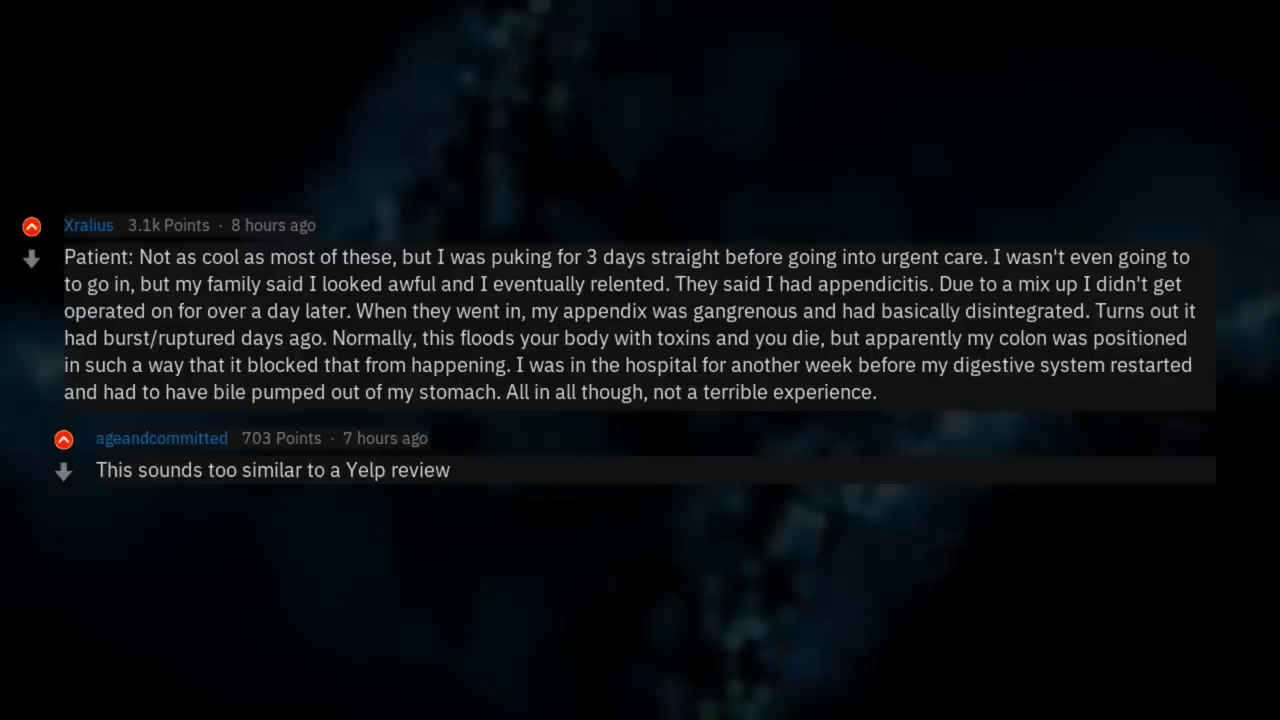 Xralius 3.1k Points · 8 hours ago
Patient: Not as cool as most of these, but I was puking for 3 days straight before going into urgent care. I wasn't even going to
to go in, but my family said I looked awful and I eventually relented. They said I had appendicitis. Due to a mix up I didn't get
operated on for over a day later. When they went in, my appendix was gangrenous and had basically disintegrated. Turns out it
had burst/ruptured days ago. Normally, this floods your body with toxins and you die, but apparently my colon was positioned
in such a way that it blocked that from happening. I was in the hospital for another week before my digestive system restarted
and had to have bile pumped out of my stomach. All in all though, not a terrible experience.
ageandcommitted 703 Points · 7 hours ago
This sounds too similar to a Yelp review